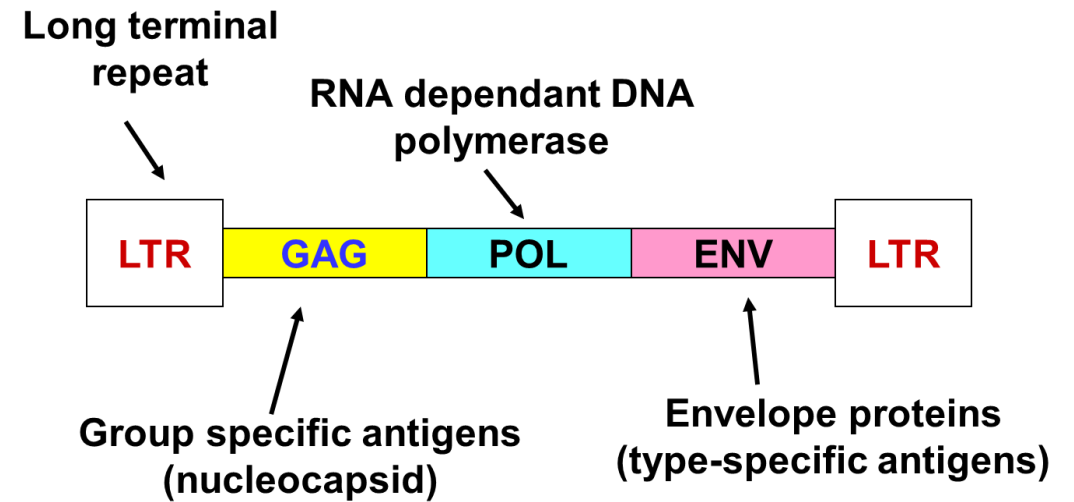 Long terminal
repeat
RNA dependant DNA
polymerase
LTR GAG POL ENV LTR
Group specific antigens
(nucleocapsid)
Envelope proteins
(type-specific antigens)